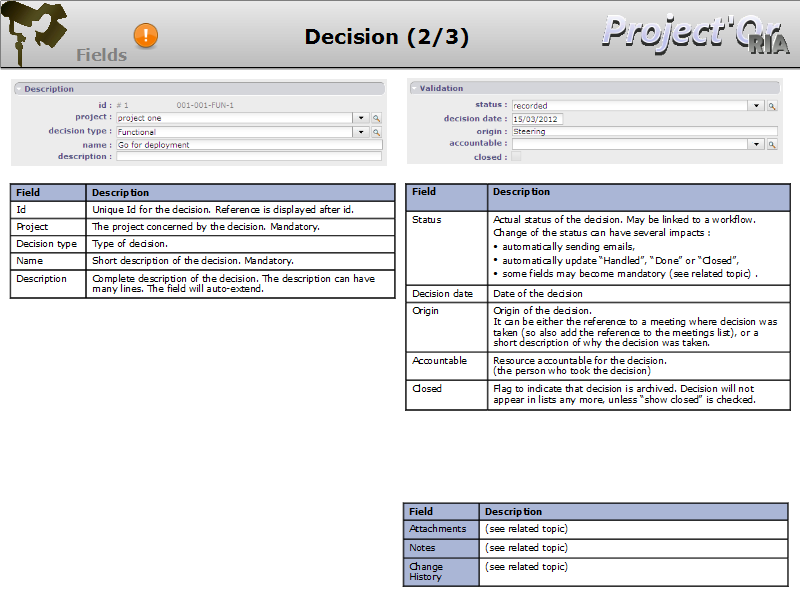 Fields
!
Decision (2/3)
Project'Or
RIA
Description
id : # 1 001-001-FUN-1
project : project one
decision type : Functional
name : Go for deployment
description :
Validation
status : recorded
decision date : 15/03/2012
origin : Steering
accountable :
closed :
Field Description
Id Unique Id for the decision. Reference is displayed after id.
Project The project concerned by the decision. Mandatory.
Decision type Type of decision.
Name Short description of the decision. Mandatory.
Description Complete description of the decision. The description can have
many lines. The field will auto-extend.
Field Description
Status Actual status of the decision. May be linked to a workflow.
Change of the status can have several impacts :
• automatically sending emails,
• automatically update “Handled”, “Done” or “Closed”,
• some fields may become mandatory (see related topic) .
Decision date Date of the decision
Origin Origin of the decision.
It can be either the reference to a meeting where decision was
taken (so also add the reference to the meetings list), or a
short description of why the decision was taken.
Accountable Resource accountable for the decision.
(the person who took the decision)
Closed Flag to indicate that decision is archived. Decision will not
appear in lists any more, unless “show closed” is checked.
Field Description
Attachments (see related topic)
Notes (see related topic)
Change (see related topic)
History